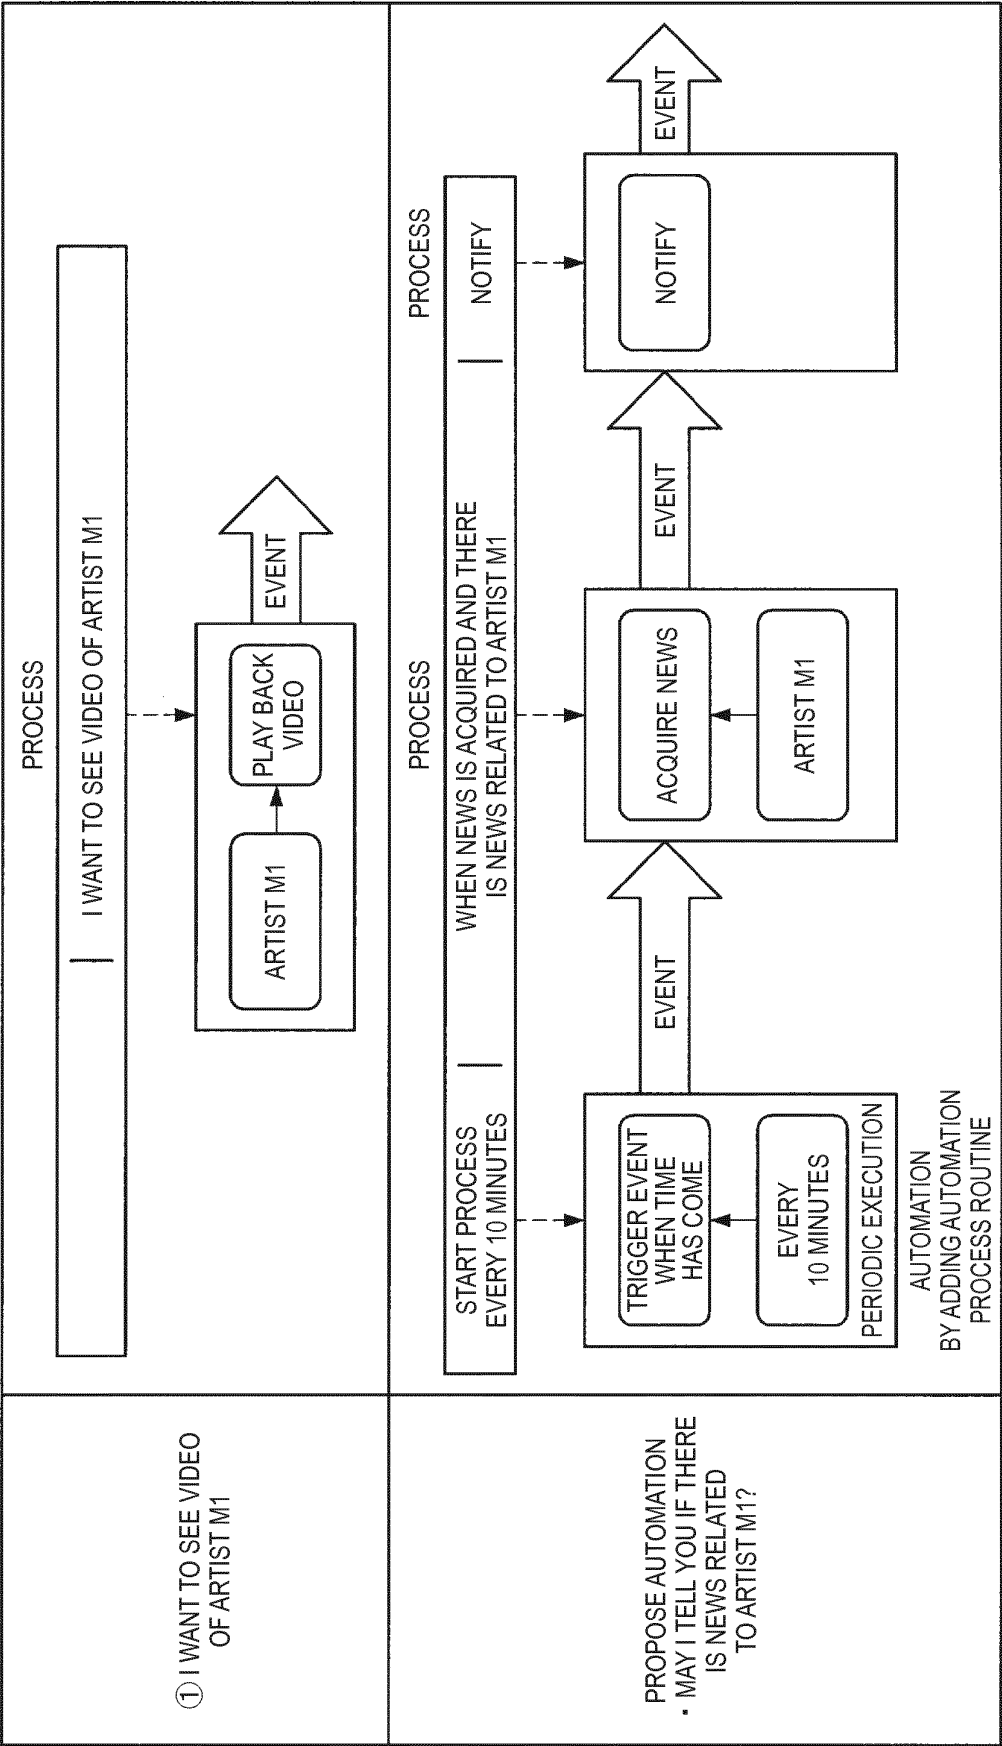 ① I WANT TO SEE VIDEO
OF ARTIST M1
PROCESS
I WANT TO SEE VIDEO OF ARTIST M1
ARTIST M1
PLAY BACK
VIDEO
EVENT
PROPOSE AUTOMATION
・ MAY I TELL YOU IF THERE
IS NEWS RELATED
TO ARTIST M1?
PROCESS
PROCESS
START PROCESS
EVERY 10 MINUTES
WHEN NEWS IS ACQUIRED AND THERE
IS NEWS RELATED TO ARTIST M1
NOTIFY
TRIGGER EVENT
WHEN TIME
HAS COME
EVERY
10 MINUTES
PERIODIC EXECUTION
EVENT
ACQUIRE NEWS
ARTIST M1
EVENT
NOTIFY
EVENT
AUTOMATION
BY ADDING AUTOMATION
PROCESS ROUTINE